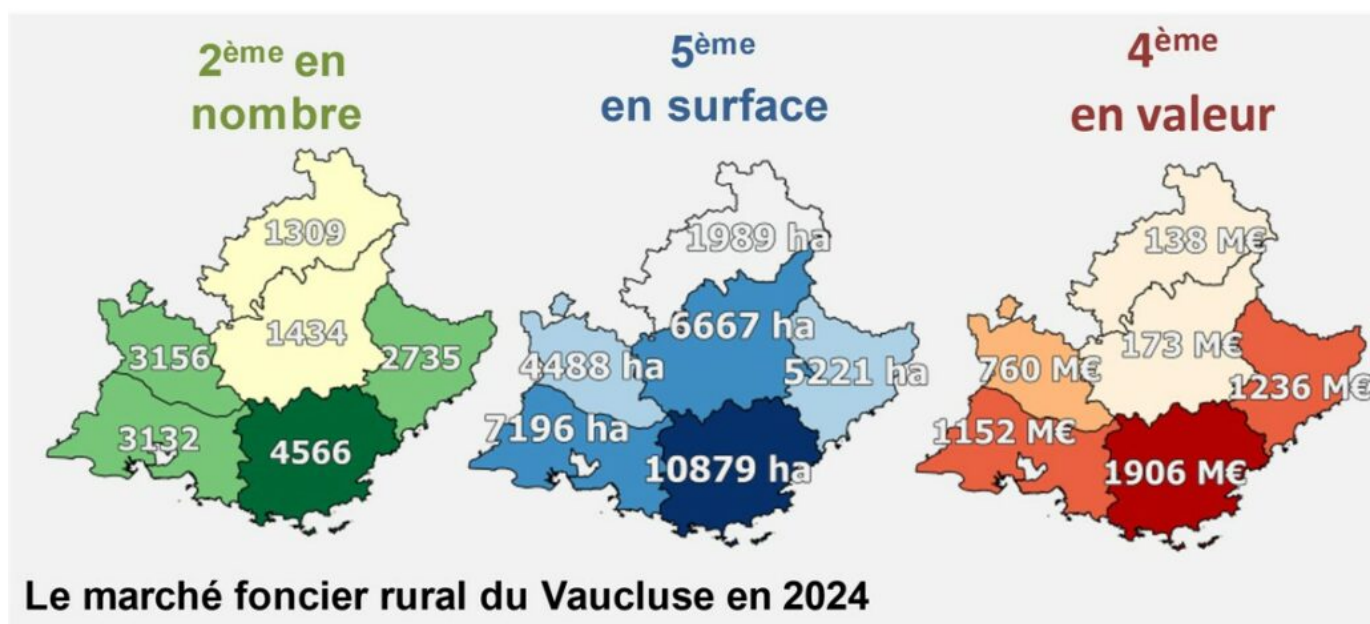 2ème en
nombre
1309
1434
3156
2735
3132
4566
5ème
en surface
1989 ha
6667 ha
4488 ha
5221 ha
7196 ha
10879 ha
4ème
en valeur
138 M€
173 M€
760 M€
1236 M€
1152 M€
1906 M€
Le marché foncier rural du Vaucluse en 2024